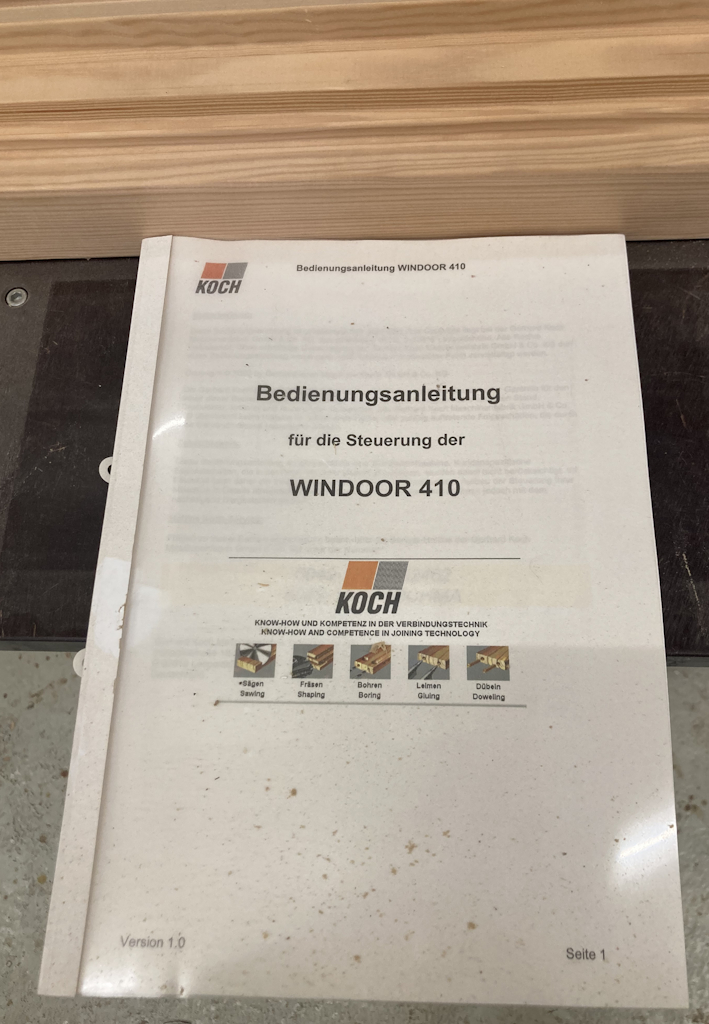 KOCH
Bedienungsanleitung WINDOOR 410
Bedienungsanleitung
für die Steuerung der
WINDOOR 410
KOCH
KNOW-HOW UND KOMPETENZ IN DER VERBINDUNGSTECHNIK
KNOW-HOW AND COMPETENCE IN JOINING TECHNOLOGY
Sägen Fräsen Bohren Leimen Dübeln
Sawing Shaping Boring Gluing Doweling
Version 1.0
Seite 1